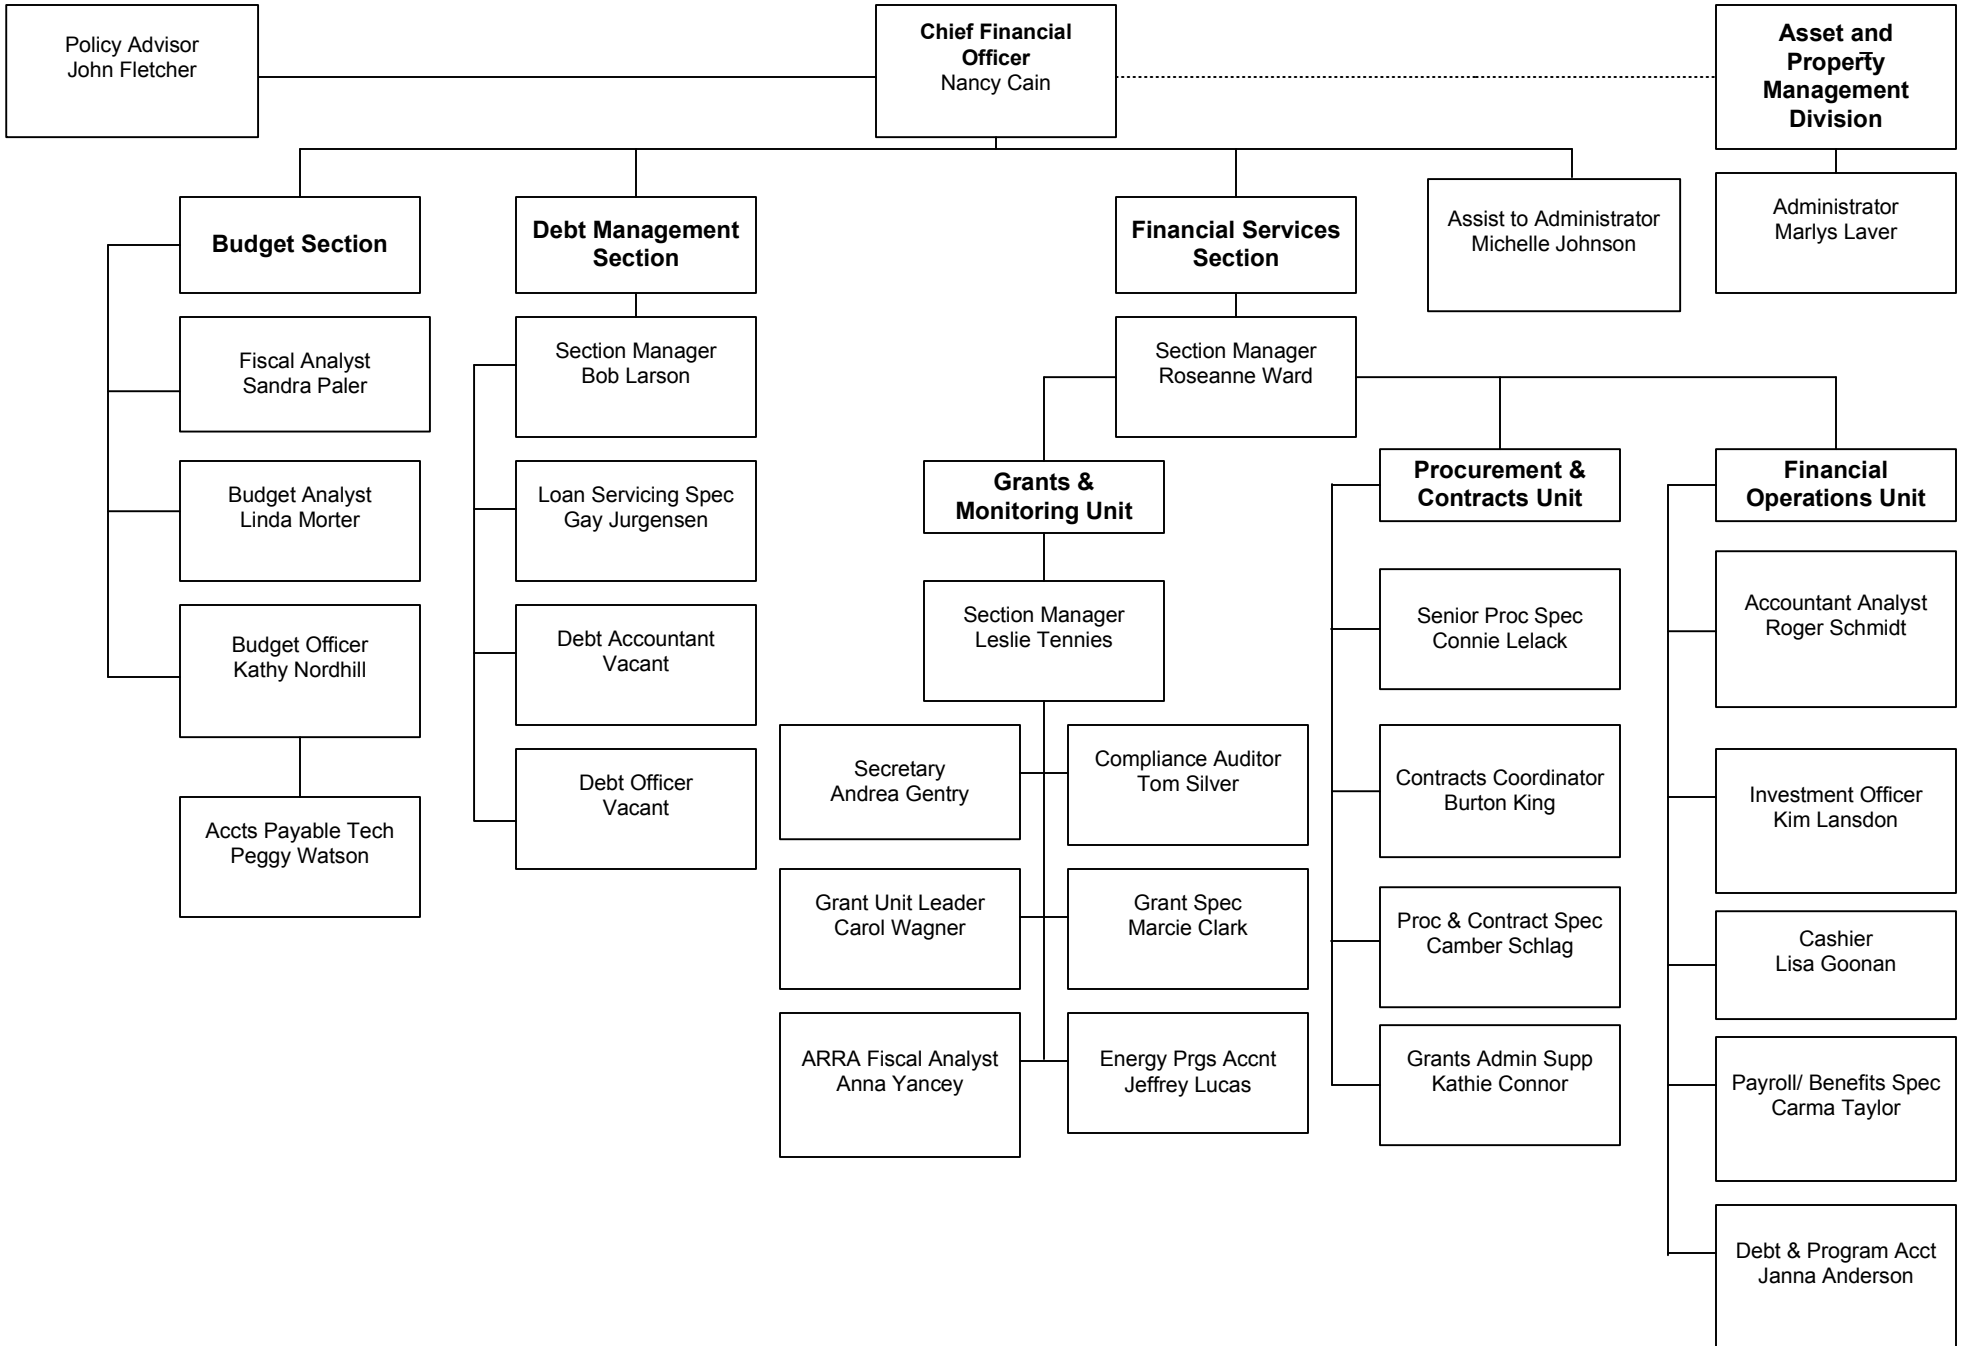 Policy Advisor
John Fletcher
Chief Financial
Officer
Nancy Cain
Asset and
Property
Management
Division
Administrator
Marlys Laver
Assist to Administrator
Michelle Johnson
Budget Section
Fiscal Analyst
Sandra Paler
Budget Analyst
Linda Morter
Budget Officer
Kathy Nordhill
Accts Payable Tech
Peggy Watson
Debt Management
Section
Section Manager
Bob Larson
Loan Servicing Spec
Gay Jurgensen
Debt Accountant
Vacant
Debt Officer
Vacant
Financial Services
Section
Section Manager
Roseanne Ward
Grants &
Monitoring Unit
Section Manager
Leslie Tennies
Secretary
Andrea Gentry
Compliance Auditor
Tom Silver
Grant Unit Leader
Carol Wagner
Grant Spec
Marcie Clark
ARRA Fiscal Analyst
Anna Yancey
Energy Prgs Accnt
Jeffrey Lucas
Procurement &
Contracts Unit
Senior Proc Spec
Connie Lelack
Contracts Coordinator
Burton King
Proc & Contract Spec
Camber Schlag
Grants Admin Supp
Kathie Connor
Financial
Operations Unit
Accountant Analyst
Roger Schmidt
Investment Officer
Kim Lansdon
Cashier
Lisa Goonan
Payroll/ Benefits Spec
Carma Taylor
Debt & Program Acct
Janna Anderson